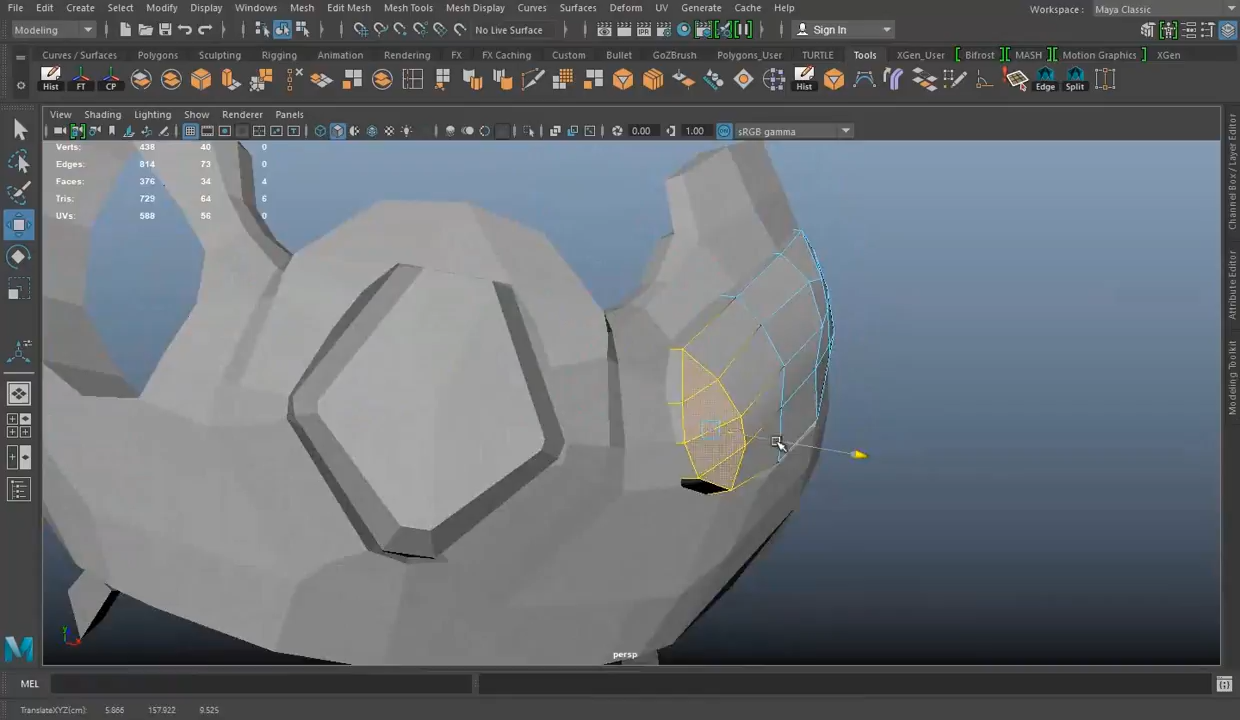 File Edit Create Select Modify Display Windows Mesh Edit Mesh Mesh Tools Mesh Display Curves Surfaces Deform UV Generate Cache Help Workspace : Maya Classic
Modeling No Live Surface Sign In
Curves / Surfaces Polygons Sculpting Rigging Animation Rendering FX FX Caching Custom Bullet GoZBrush Polygons_User TURTLE Tools XGen_User Bifrost MASH Motion Graphics XGen
Hist FT CP Hist Edge Split
View Shading Lighting Show Renderer Panels
0.00 1.00 sRGB gamma
Verts: 438 40 0
Edges: 814 73 0
Faces: 376 34 4
Tris: 729 64 6
UVs: 588 56 0
Channel Box / Layer Editor
Attribute Editor
Modeling Toolkit
persp
MEL
TranslateXYZ(cm): 5.866 157.922 9.525